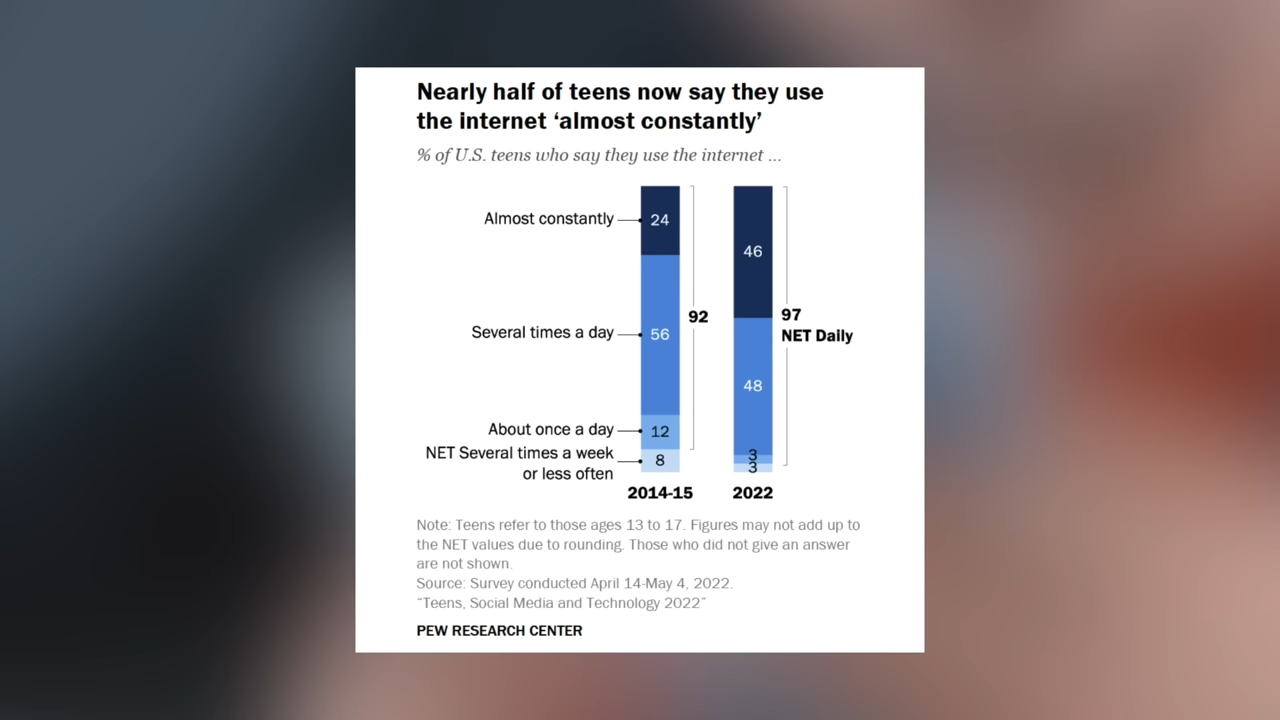 Nearly half of teens now say they use
the internet ‘almost constantly’
% of U.S. teens who say they use the internet ...
Almost constantly
24
46
Several times a day
56
92
97
NET Daily
48
About once a day
12
3
NET Several times a week
or less often
8
3
2014-15
2022
Note: Teens refer to those ages 13 to 17. Figures may not add up to
the NET values due to rounding. Those who did not give an answer
are not shown.
Source: Survey conducted April 14-May 4, 2022.
“Teens, Social Media and Technology 2022”
PEW RESEARCH CENTER